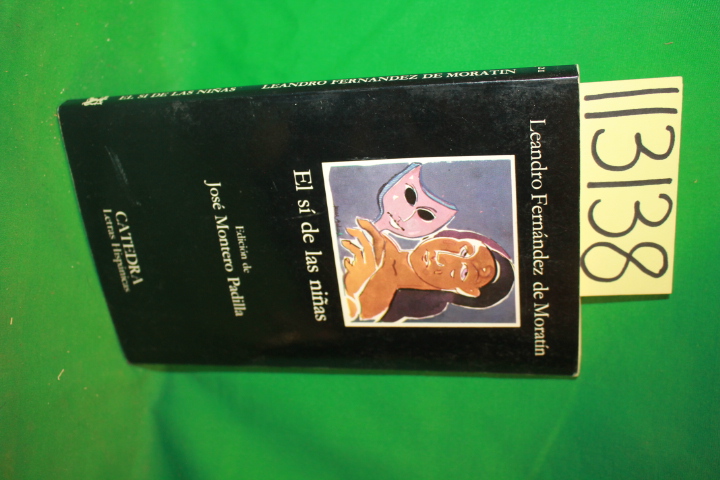 EL SÍ DE LAS NIÑAS LEANDRO FERNÁNDEZ DE MORATÍN 21
Leandro Fernández de Moratín
El sí de las niñas
Edición de
José Montero Padilla
CATEDRA
Letras Hispánicas
1113138